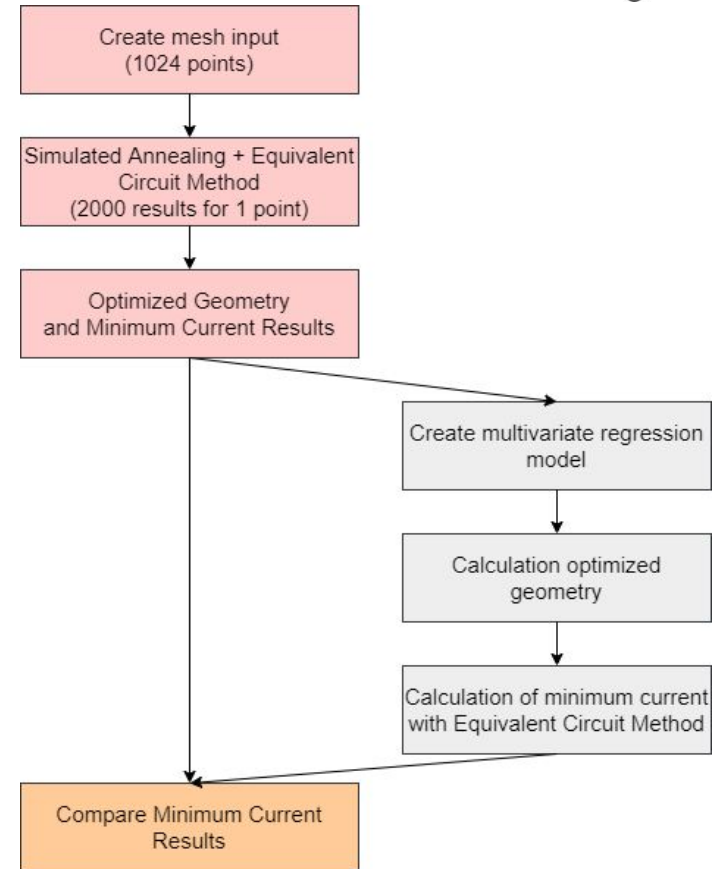 Create mesh input
(1024 points)
Simulated Annealing + Equivalent
Circuit Method
(2000 results for 1 point)
Optimized Geometry
and Minimum Current Results
Create multivariate regression
model
Calculation optimized
geometry
Calculation of minimum current
with Equivalent Circuit Method
Compare Minimum Current
Results